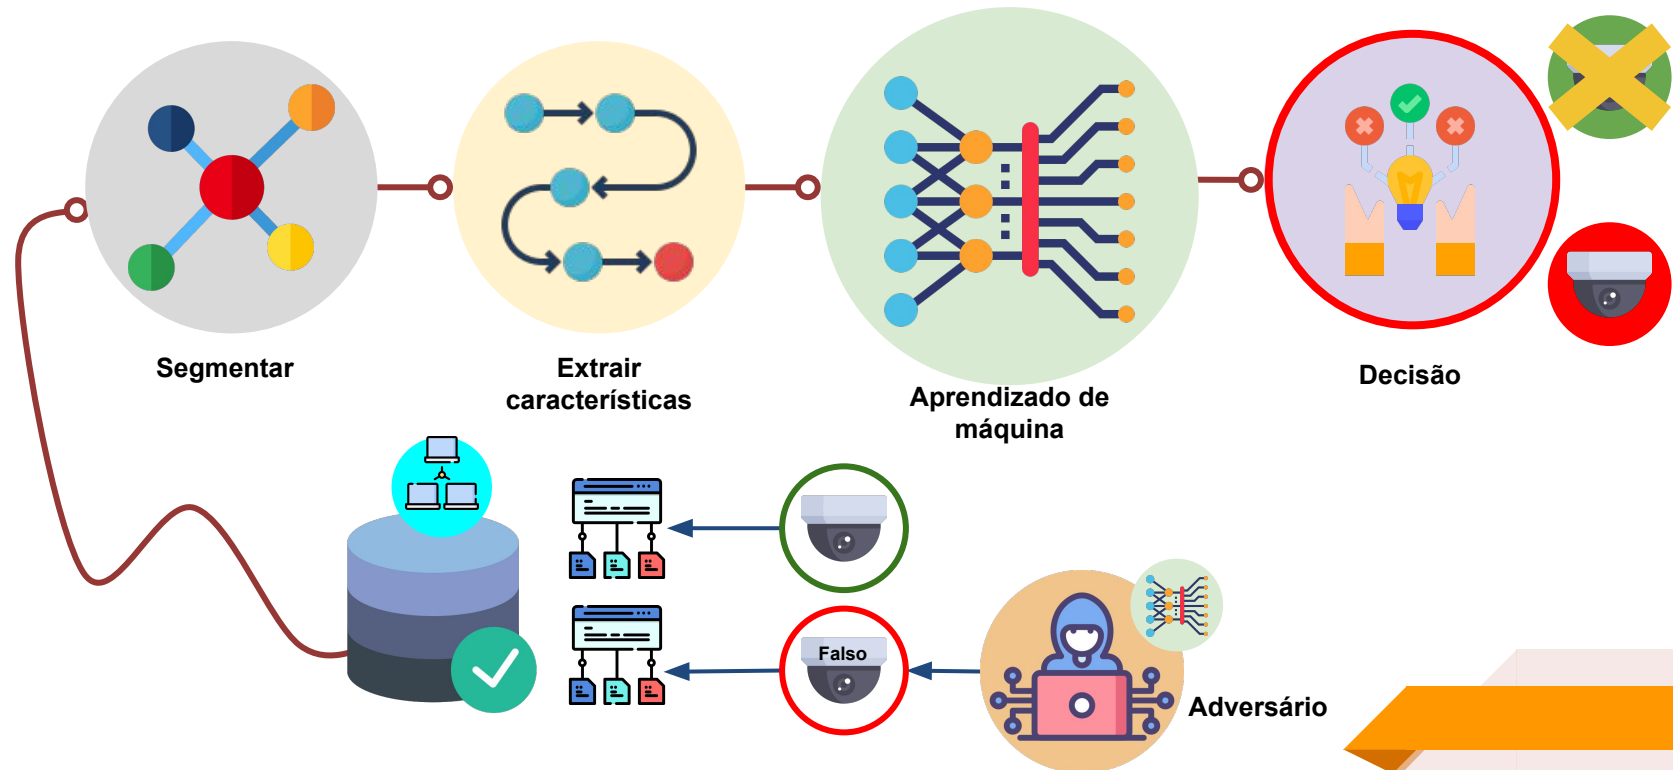 Segmentar
Extrair
características
Aprendizado de
máquina
Decisão
Falso
Adversário